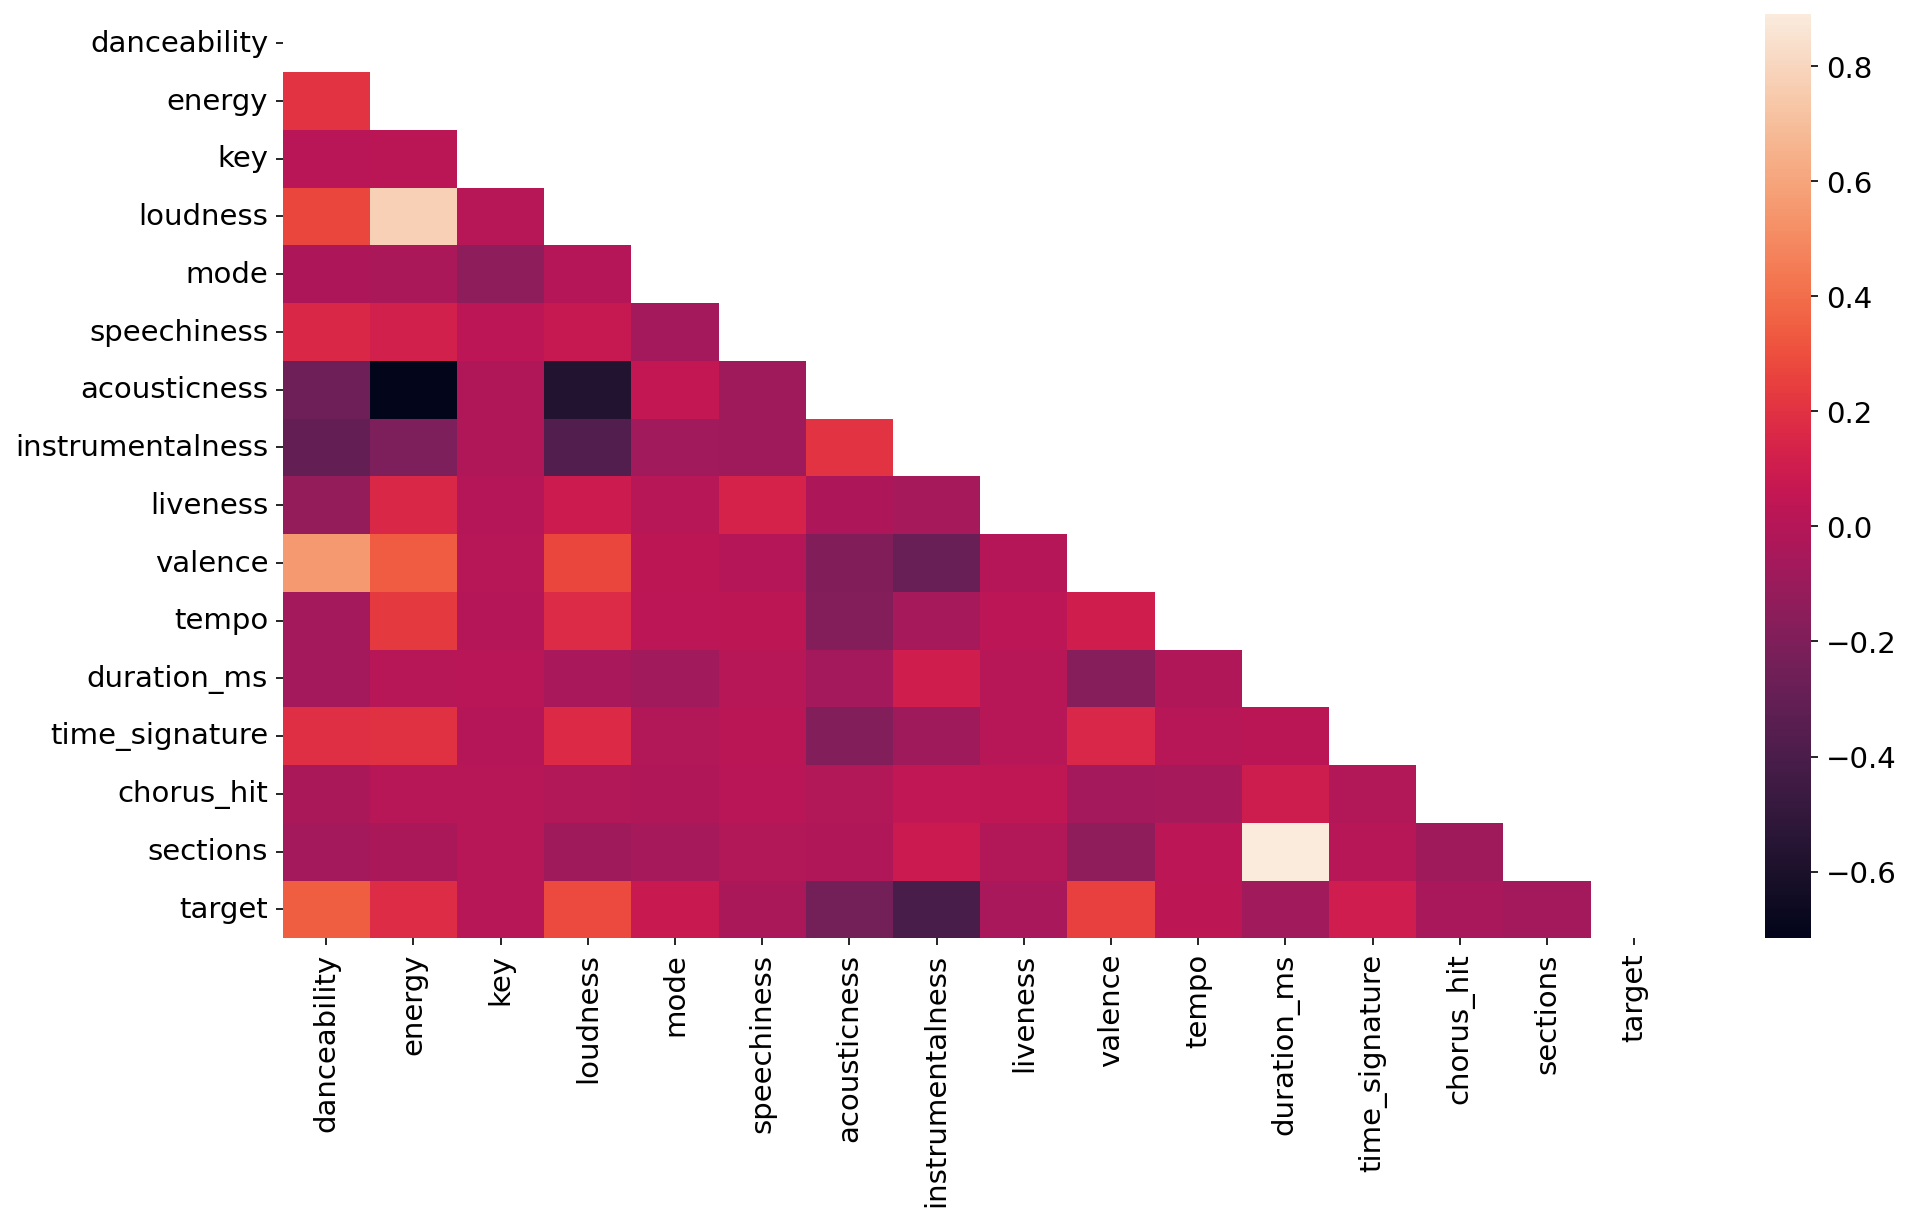 danceability
energy
key
loudness
mode
speechiness
acousticness
instrumentalness
liveness
valence
tempo
duration_ms
time_signature
chorus_hit
sections
target
danceability
energy
key
loudness
mode
speechiness
acousticness
instrumentalness
liveness
valence
tempo
duration_ms
time_signature
chorus_hit
sections
target
0.8
0.6
0.4
0.2
0.0
−0.2
−0.4
−0.6